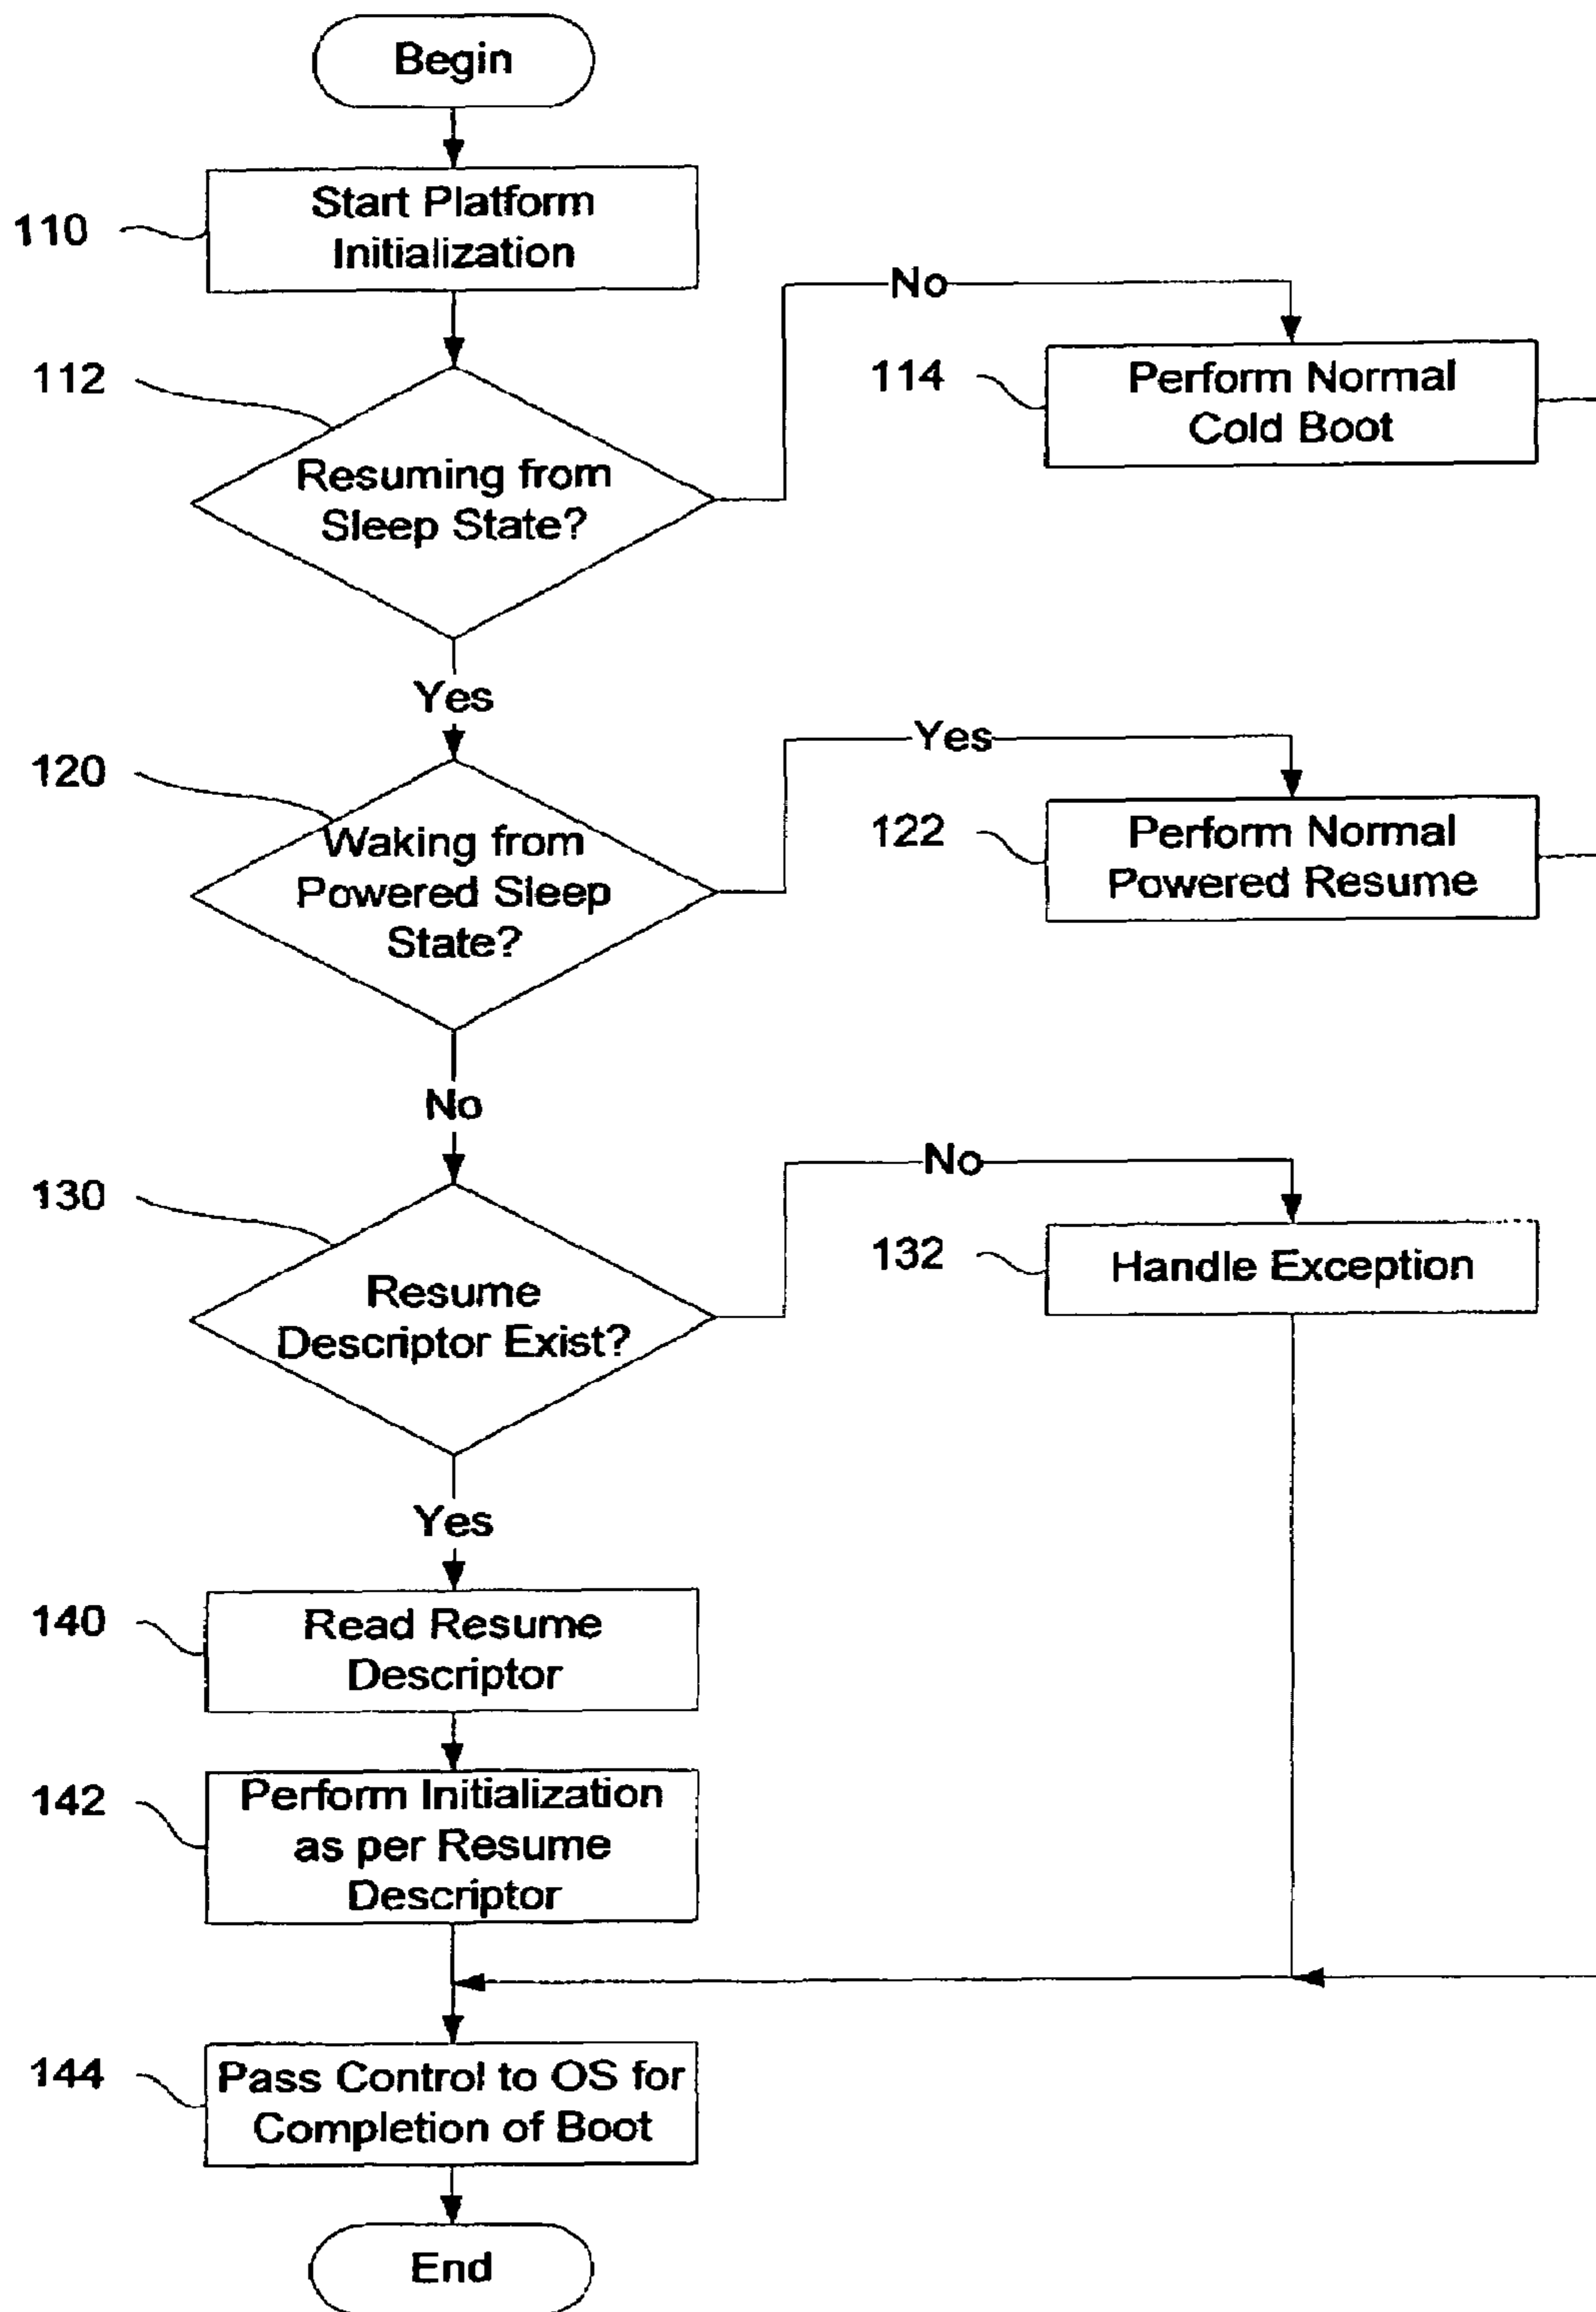 Begin
110
Start Platform
Initialization
No
112
Resuming from
Sleep State?
114
Perform Normal
Cold Boot
Yes
120
Waking from
Powered Sleep
State?
Yes
122
Perform Normal
Powered Resume
No
130
Resume
Descriptor Exist?
No
132
Handle Exception
Yes
140
Read Resume
Descriptor
142
Perform Initialization
as per Resume
Descriptor
144
Pass Control to OS for
Completion of Boot
End